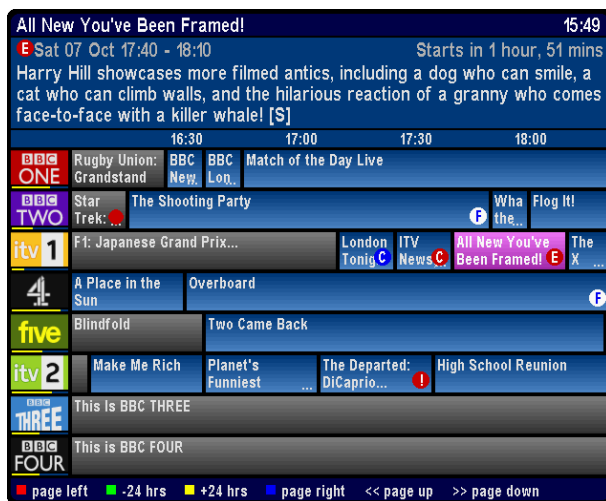 All New You've Been Framed! 15:49
E Sat 07 Oct 17:40 - 18:10 Starts in 1 hour, 51 mins
Harry Hill showcases more filmed antics, including a dog who can smile, a
cat who can climb walls, and the hilarious reaction of a granny who comes
face-to-face with a killer whale! [S]
16:30 17:00 17:30 18:00
BBC ONE Rugby Union: BBC BBC Match of the Day Live
Grandstand New.. Lon..
BBC TWO Star The Shooting Party Wha Flog It!
Trek: F the...
itv 1 F1: Japanese Grand Prix... London ITV All New You've The
Tonig C News C Been Framed! E X ...
4 A Place in the Overboard
Sun F
five Blindfold Two Came Back
itv 2 Make Me Rich Planet's The Departed: High School Reunion
Funniest ... DiCaprio... !
BBC THREE This Is BBC THREE
BBC FOUR This is BBC FOUR
page left -24 hrs +24 hrs page right << page up >> page down